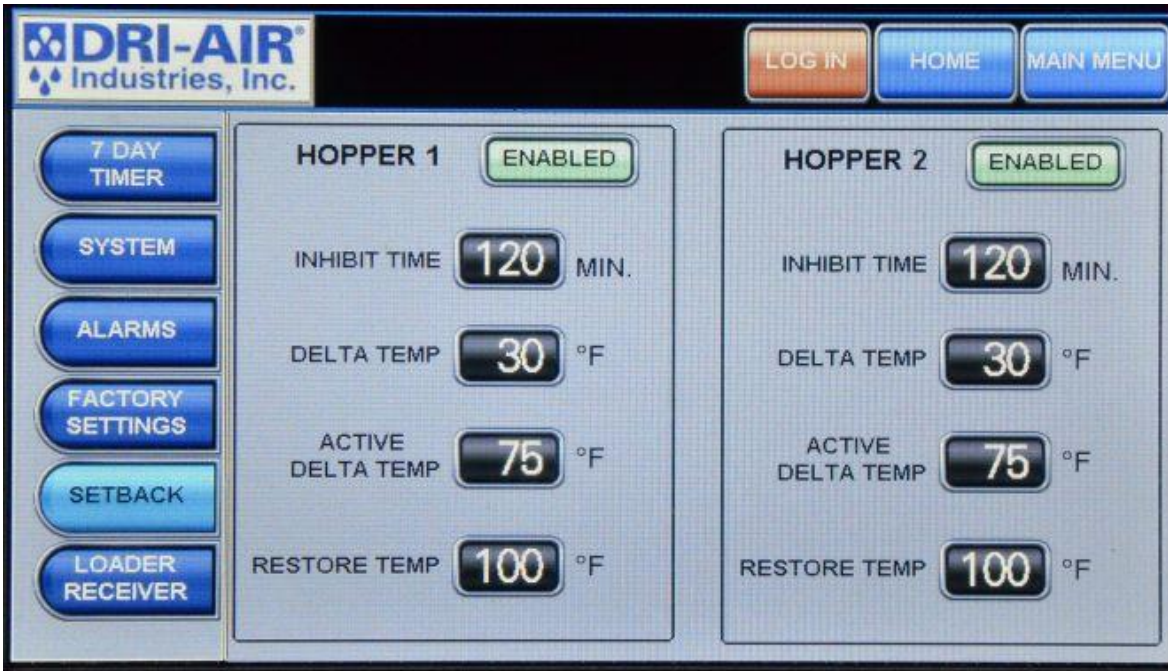 DRI-AIR®
Industries, Inc.
LOG IN
HOME
MAIN MENU
7 DAY
TIMER
SYSTEM
ALARMS
FACTORY
SETTINGS
SETBACK
LOADER
RECEIVER
HOPPER 1 ENABLED
INHIBIT TIME 120 MIN.
DELTA TEMP 30 °F
ACTIVE
DELTA TEMP 75 °F
RESTORE TEMP 100 °F
HOPPER 2 ENABLED
INHIBIT TIME 120 MIN.
DELTA TEMP 30 °F
ACTIVE
DELTA TEMP 75 °F
RESTORE TEMP 100 °F